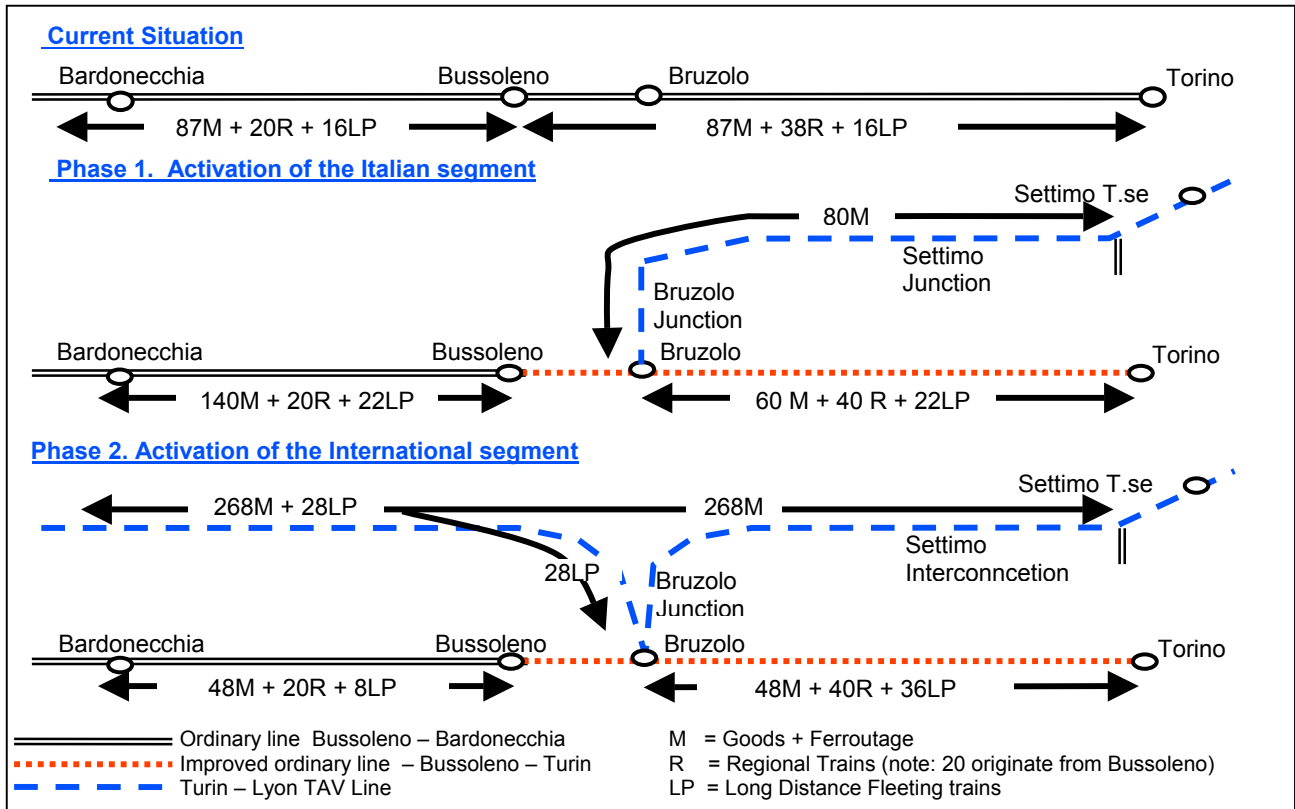 Current Situation
Bardonecchia
Bussoleno
Bruzolo
Torino
87M + 20R + 16LP
87M + 38R + 16LP
Phase 1. Activation of the Italian segment
Settimo T.se
80M
Settimo
Junction
Bruzolo
Junction
Bardonecchia
Bussoleno
Bruzolo
Torino
140M + 20R + 22LP
60 M + 40 R + 22LP
Phase 2. Activation of the International segment
Settimo T.se
268M + 28LP
268M
Settimo
Interconncetion
28LP
Bruzolo
Junction
Bardonecchia
Bussoleno
Bruzolo
Torino
48M + 20R + 8LP
48M + 40R + 36LP
Ordinary line Bussoleno – Bardonecchia
Improved ordinary line – Bussoleno – Turin
Turin – Lyon TAV Line
M = Goods + Ferroutage
R = Regional Trains (note: 20 originate from Bussoleno)
LP = Long Distance Fleeting trains